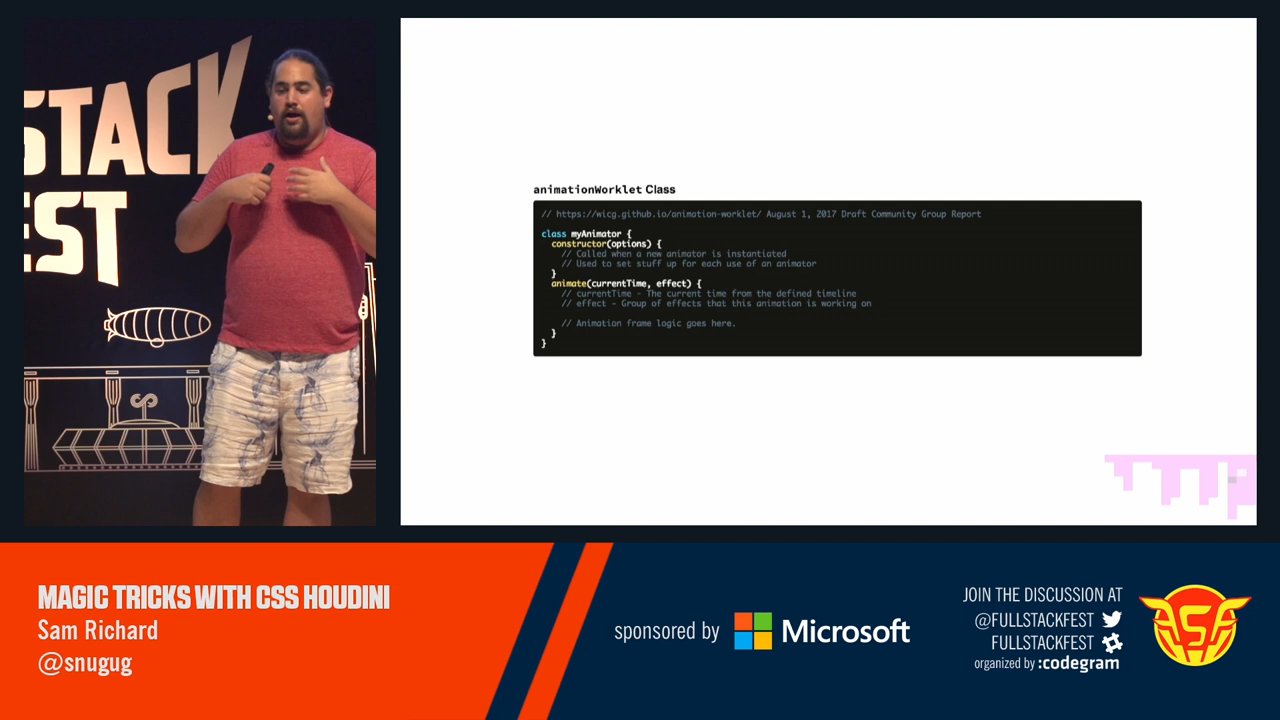 STACK
EST
animationWorklet Class
// https://wicg.github.io/animation-worklet/ August 1, 2017 Draft Community Group Report
class myAnimator {
constructor(options) {
// Called when a new animator is instantiated
// Used to set stuff up for each use of an animator
}
animate(currentTime, effect) {
// currentTime - The current time from the defined timeline
// effect - Group of effects that this animation is working on
// Animation frame logic goes here.
}
}
MAGIC TRICKS WITH CSS HOUDINI
Sam Richard
@snugug
sponsored by Microsoft
JOIN THE DISCUSSION AT
@FULLSTACKFEST
FULLSTACKFEST
organized by :codegram
FSF